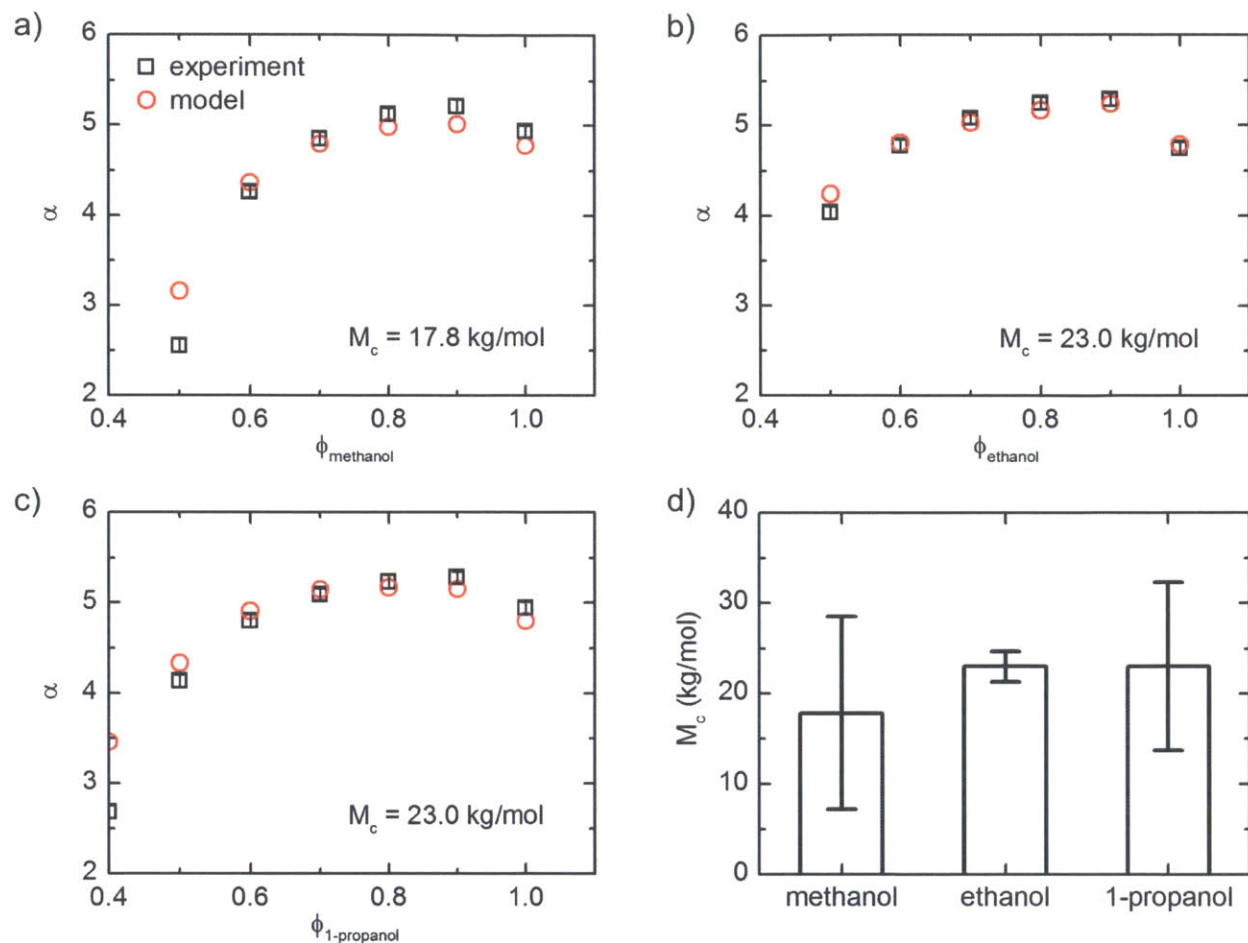 a)
6
5
4
3
2
α
experiment
model
M_c = 17.8 kg/mol
0.4 0.6 0.8 1.0
ϕ_methanol
b)
6
5
4
3
2
α
M_c = 23.0 kg/mol
0.4 0.6 0.8 1.0
ϕ_ethanol
c)
6
5
4
3
2
α
M_c = 23.0 kg/mol
0.4 0.6 0.8 1.0
ϕ_1-propanol
d)
40
30
20
10
0
M_c (kg/mol)
methanol ethanol 1-propanol